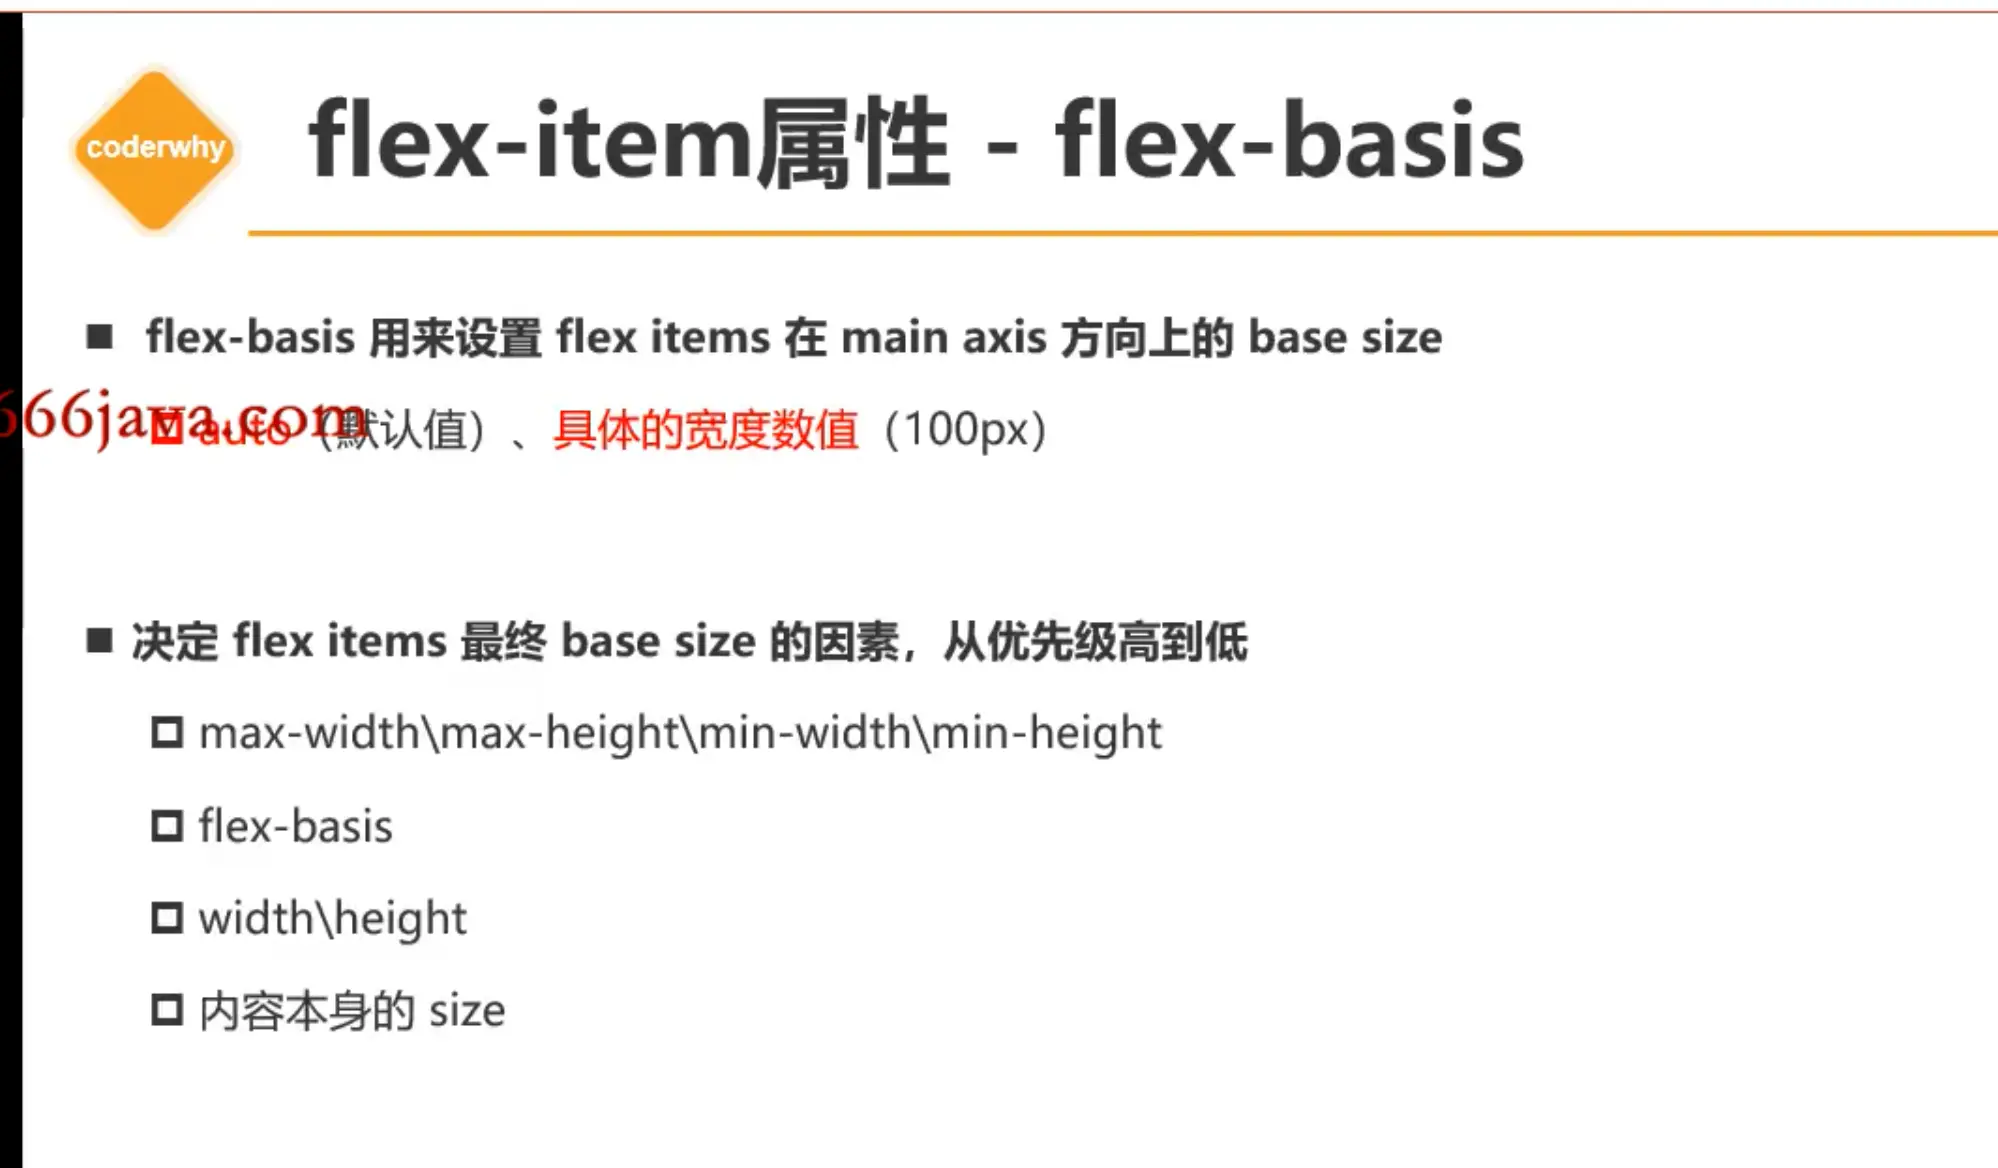 coderwhy
flex-item属性 - flex-basis
flex-basis 用来设置 flex items 在 main axis 方向上的 base size
666java.com
auto（默认值）、具体的宽度数值（100px）
决定 flex items 最终 base size 的因素，从优先级高到低
max-width\max-height\min-width\min-height
flex-basis
width\height
内容本身的 size